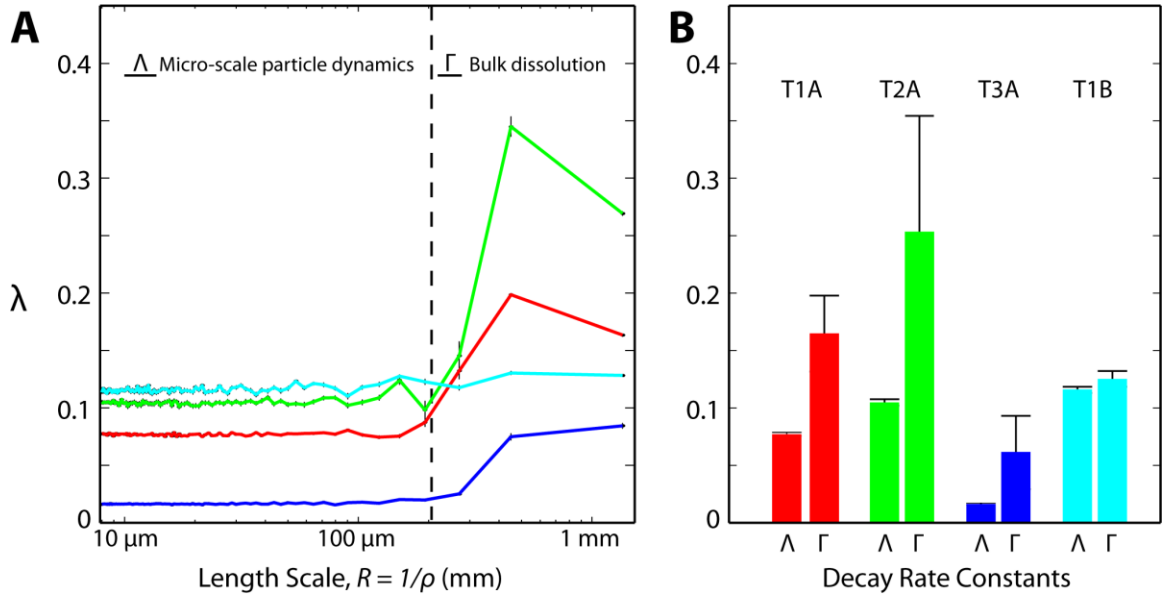 A
Λ Micro-scale particle dynamics
Γ Bulk dissolution
0.4
0.3
0.2
0.1
0
λ
10 μm
100 μm
1 mm
Length Scale, R = 1/ρ (mm)
B
T1A T2A T3A T1B
0.4
0.3
0.2
0.1
0
Λ Γ Λ Γ Λ Γ Λ Γ
Decay Rate Constants